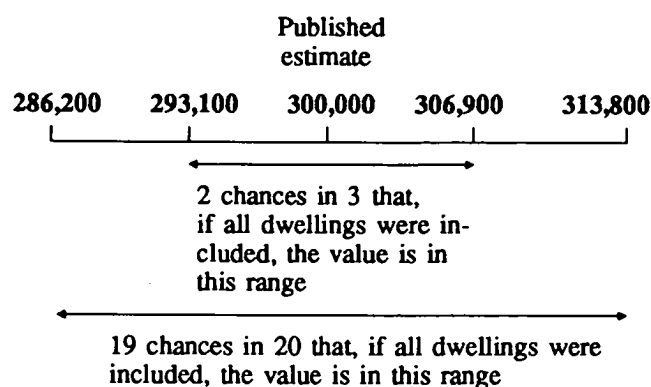 Published
estimate
286,200 293,100 300,000 306,900 313,800
2 chances in 3 that,
if all dwellings were in-
cluded, the value is in
this range
19 chances in 20 that, if all dwellings were
included, the value is in this range